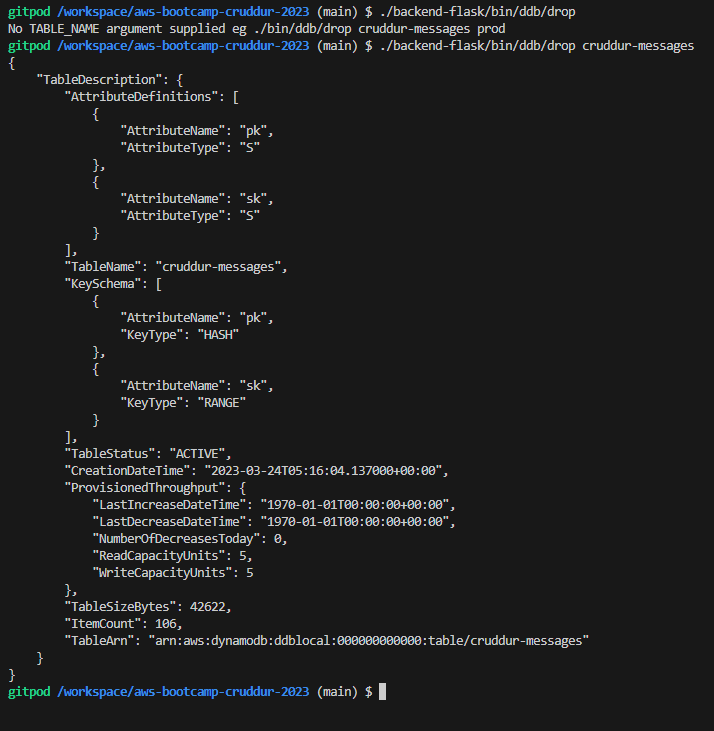 gitpod /workspace/aws-bootcamp-cruddur-2023 (main) $ ./backend-flask/bin/ddb/drop
No TABLE_NAME argument supplied eg ./bin/ddb/drop cruddur-messages prod
gitpod /workspace/aws-bootcamp-cruddur-2023 (main) $ ./backend-flask/bin/ddb/drop cruddur-messages
{
    "TableDescription": {
        "AttributeDefinitions": [
            {
                "AttributeName": "pk",
                "AttributeType": "S"
            },
            {
                "AttributeName": "sk",
                "AttributeType": "S"
            }
        ],
        "TableName": "cruddur-messages",
        "KeySchema": [
            {
                "AttributeName": "pk",
                "KeyType": "HASH"
            },
            {
                "AttributeName": "sk",
                "KeyType": "RANGE"
            }
        ],
        "TableStatus": "ACTIVE",
        "CreationDateTime": "2023-03-24T05:16:04.137000+00:00",
        "ProvisionedThroughput": {
            "LastIncreaseDateTime": "1970-01-01T00:00:00+00:00",
            "LastDecreaseDateTime": "1970-01-01T00:00:00+00:00",
            "NumberOfDecreasesToday": 0,
            "ReadCapacityUnits": 5,
            "WriteCapacityUnits": 5
        },
        "TableSizeBytes": 42622,
        "ItemCount": 106,
        "TableArn": "arn:aws:dynamodb:ddblocal:000000000000:table/cruddur-messages"
    }
}
gitpod /workspace/aws-bootcamp-cruddur-2023 (main) $